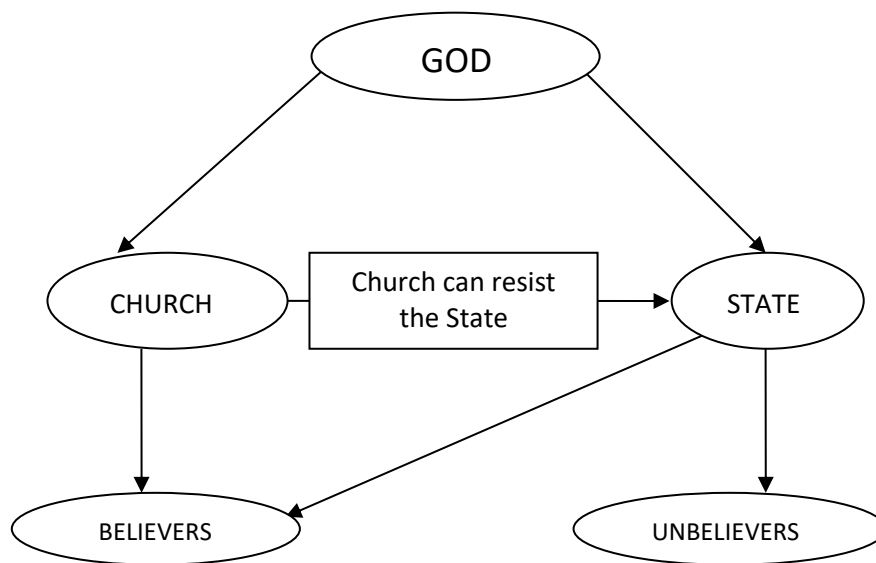 GOD
CHURCH
Church can resist
the State
STATE
BELIEVERS
UNBELIEVERS